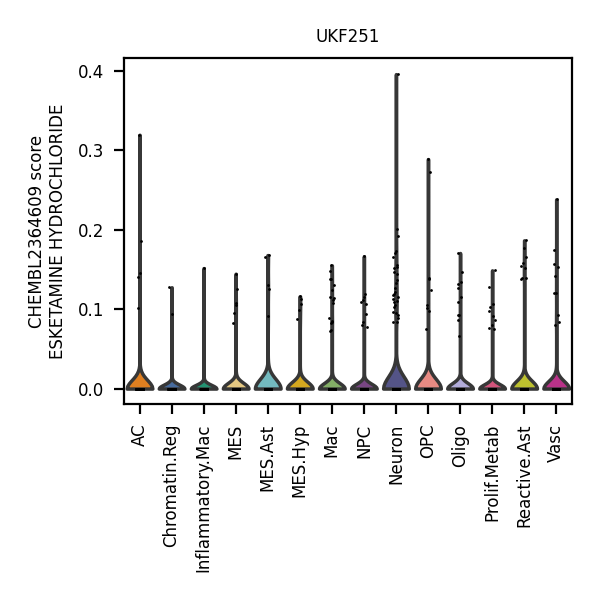 UKF251
CHEMBL2364609 score
ESKETAMINE HYDROCHLORIDE
0.4
0.3
0.2
0.1
0.0
AC
Chromatin.Reg
Inflammatory.Mac
MES
MES.Ast
MES.Hyp
Mac
NPC
Neuron
OPC
Oligo
Prolif.Metab
Reactive.Ast
Vasc